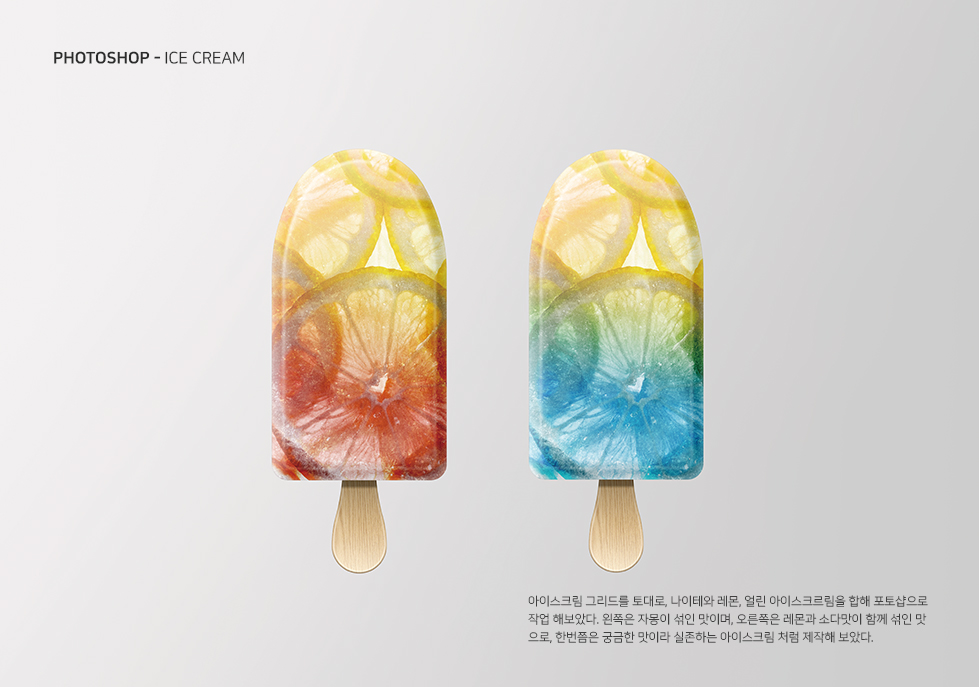 PHOTOSHOP - ICE CREAM
아이스크림 그리드를 토대로, 나이테와 레몬, 얼린 아이스크르림을 합해 포토샵으로
작업 해보았다. 왼쪽은 자몽이 섞인 맛이며, 오른쪽은 레몬과 소다맛이 함께 섞인 맛
으로, 한번쯤은 궁금한 맛이라 실존하는 아이스크림 처럼 제작해 보았다.